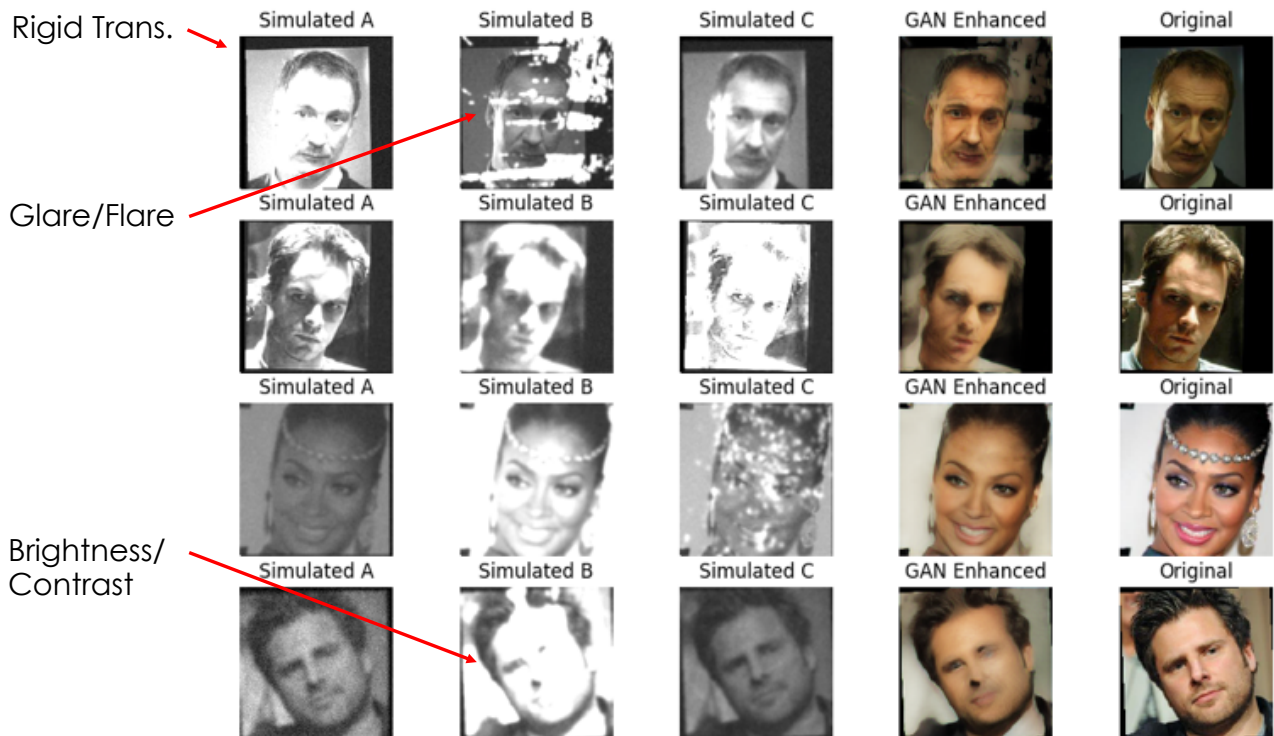 Rigid Trans.
Simulated A Simulated B Simulated C GAN Enhanced Original
Glare/Flare
Simulated A Simulated B Simulated C GAN Enhanced Original
Simulated A Simulated B Simulated C GAN Enhanced Original
Brightness/
Contrast
Simulated A Simulated B Simulated C GAN Enhanced Original